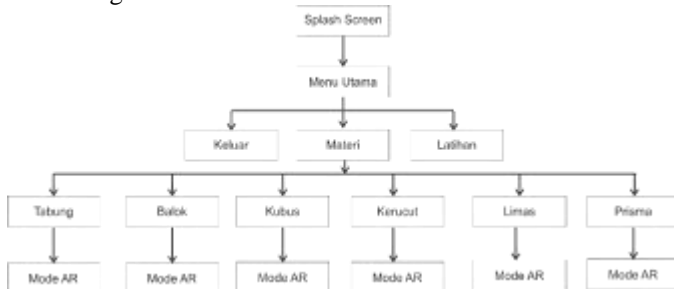 Splash Screen
Menu Utama
Keluar Materi Latihan
Tabung Balok Kubus Kerucut Limas Prisma
Mode AR Mode AR Mode AR Mode AR Mode AR Mode AR